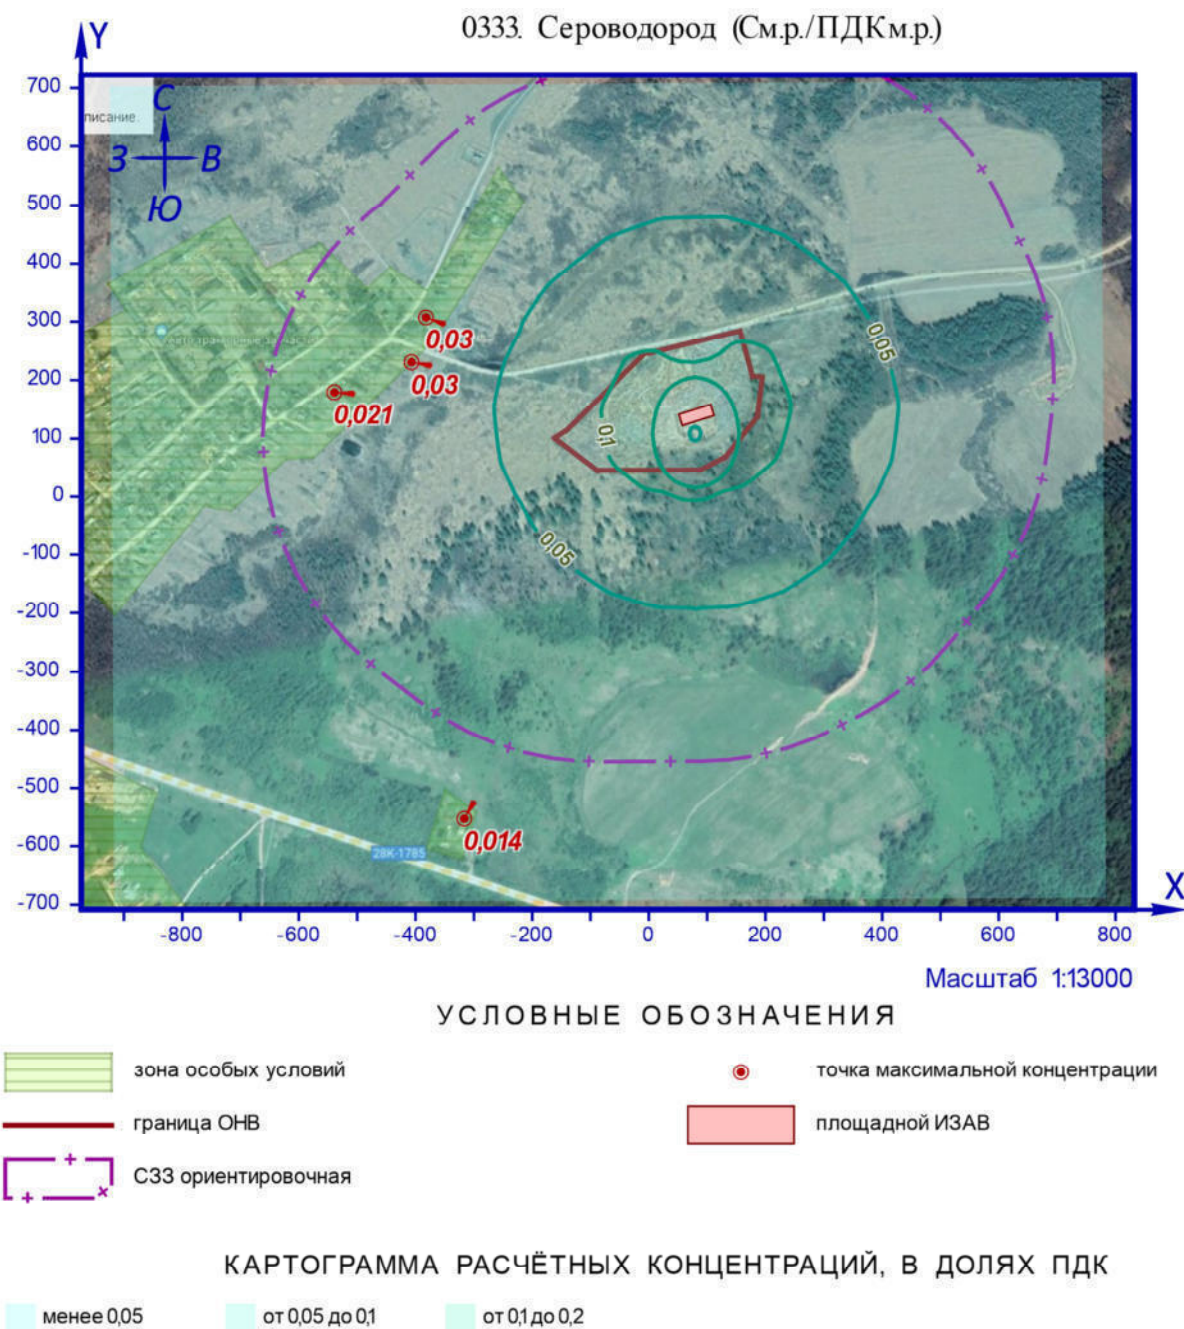 0333. Сероводород (См.р./ПДКм.р.)
Y
700
писание.
С
600
З В
500
Ю
400
300
0,03
0,05
200
0,03
0,021
100
0,1
0
0,05
-100
-200
-300
-400
-500
-600
0,014
28К-1785
-700
X
-800 -600 -400 -200 0 200 400 600 800
Масштаб 1:13000
УСЛОВНЫЕ ОБОЗНАЧЕНИЯ
зона особых условий
точка максимальной концентрации
граница ОНВ
площадной ИЗАВ
СЗЗ ориентировочная
КАРТОГРАММА РАСЧЁТНЫХ КОНЦЕНТРАЦИЙ, В ДОЛЯХ ПДК
менее 0,05 от 0,05 до 0,1 от 0,1 до 0,2